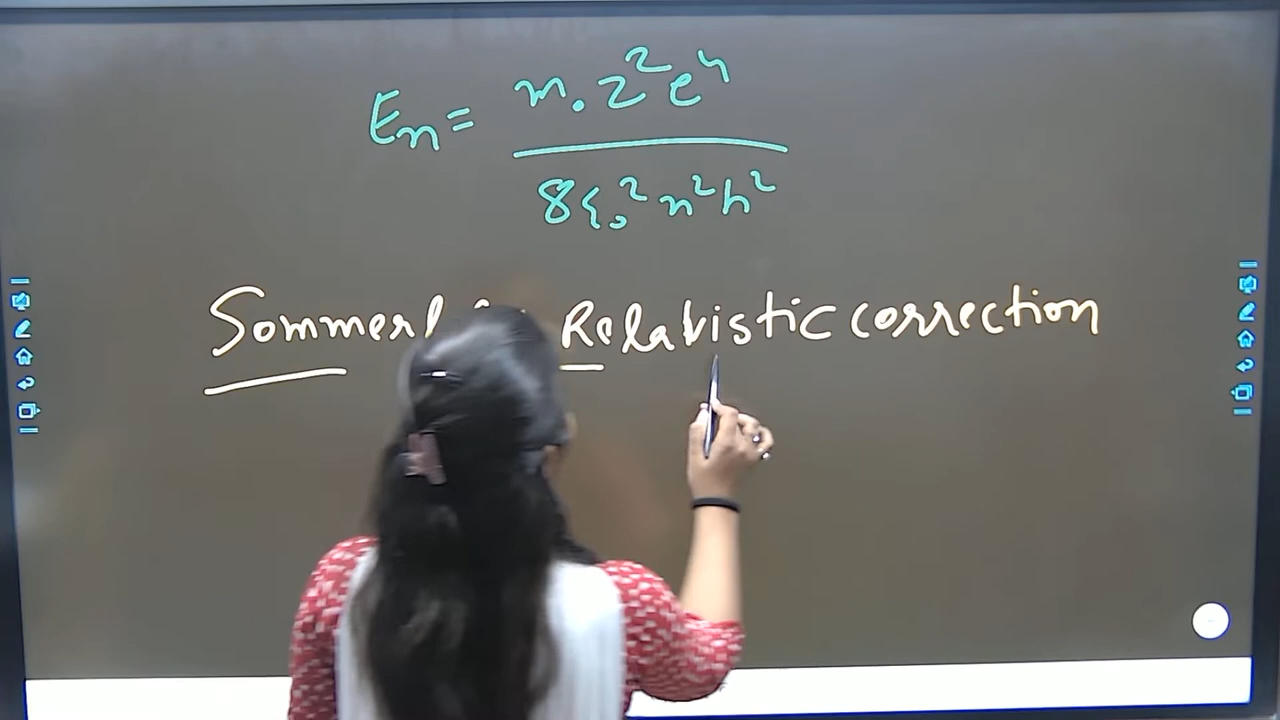 Eₙ = m.z²e⁴
8ε₀²n²h²
Relativistic correction